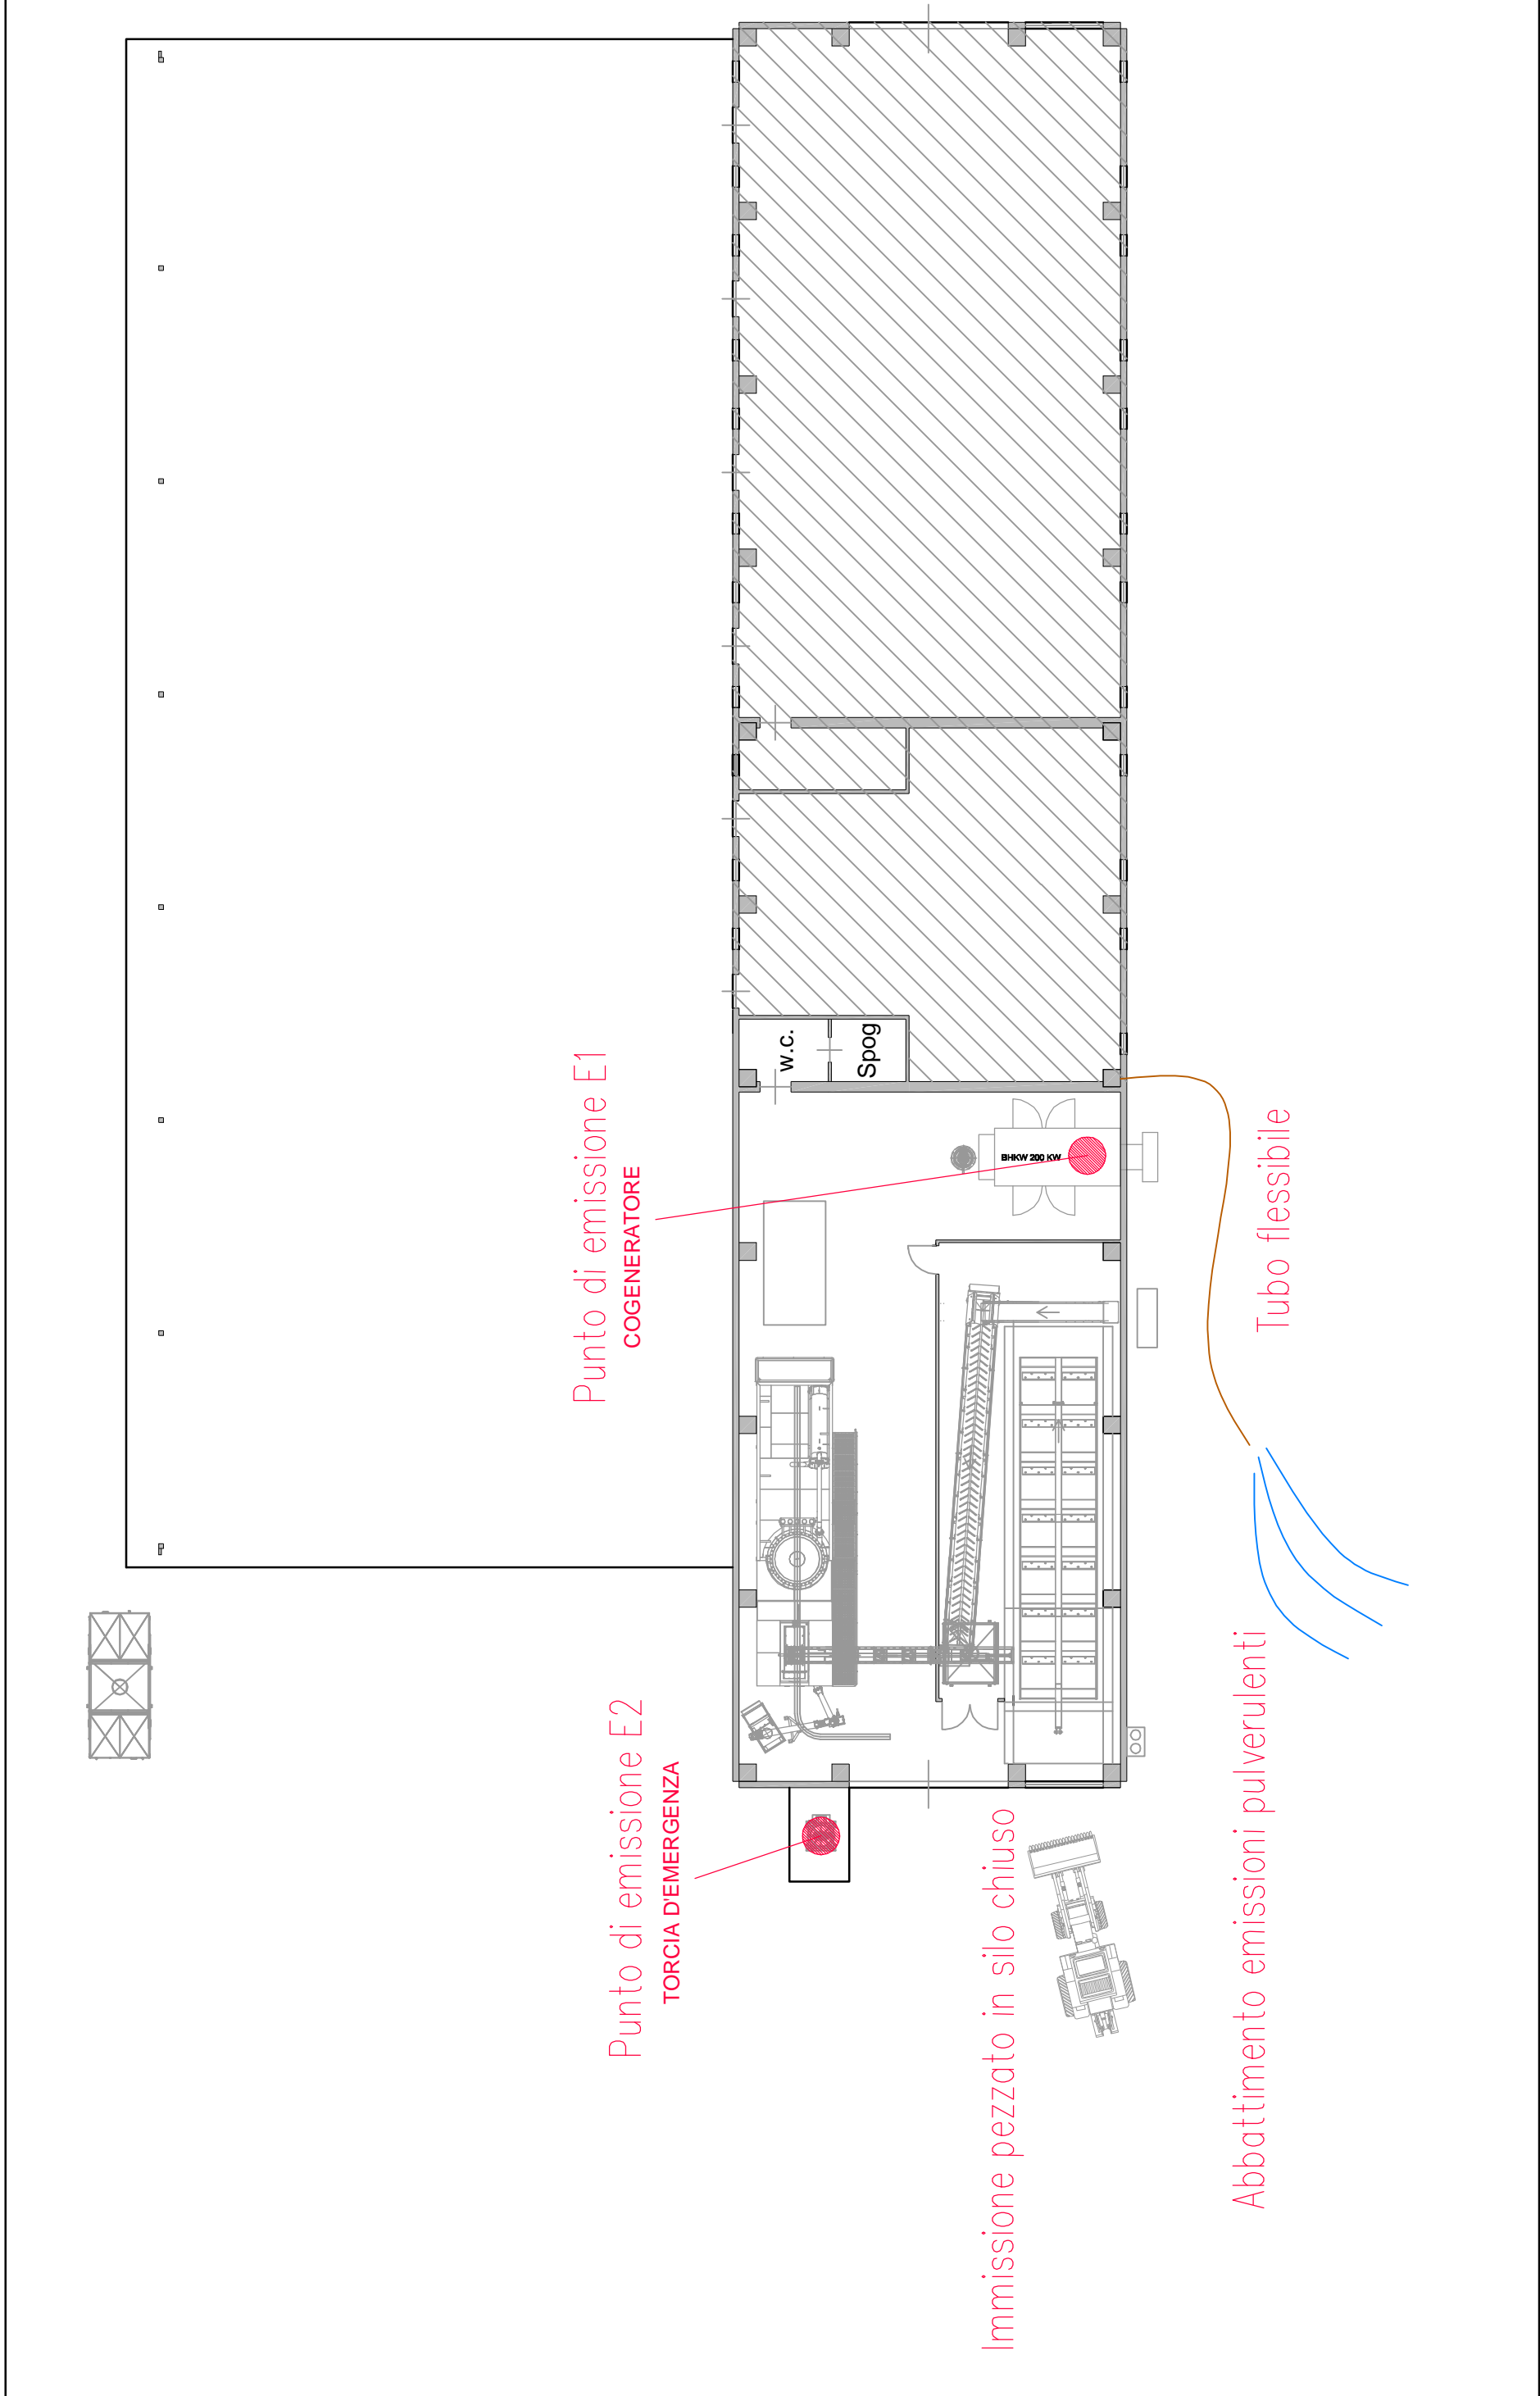 Punto di emissione E1
COGENERATORE
w.c.
Spog
BHKW 200 KW
Tubo flessibile
Punto di emissione E2
TORCIA D'EMERGENZA
Immissione pezzato in silo chiuso
Abbattimento emissioni pulverulenti